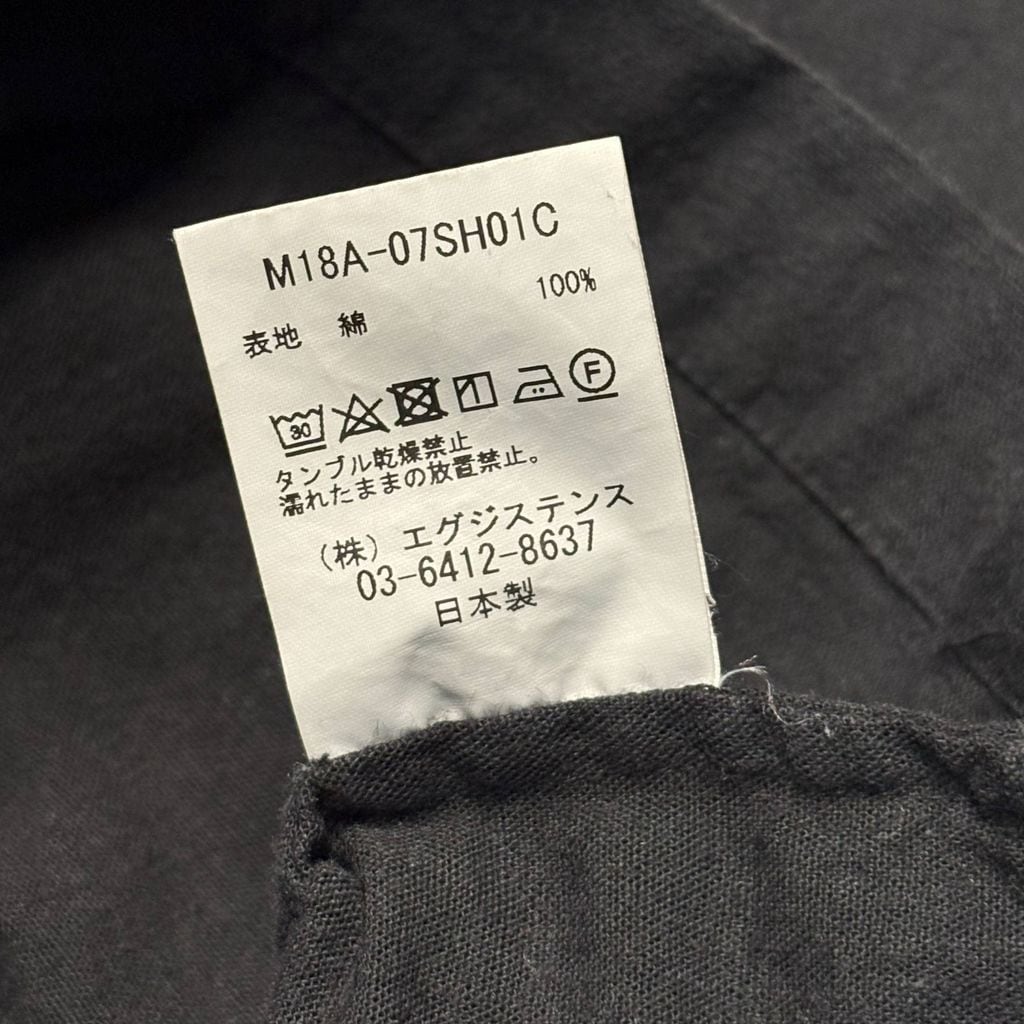 M18A-07SH01C
表地 綿 100%
30 F
タンブル乾燥禁止
濡れたままの放置禁止。
(株) エグジステンス
03-6412-8637
日本製